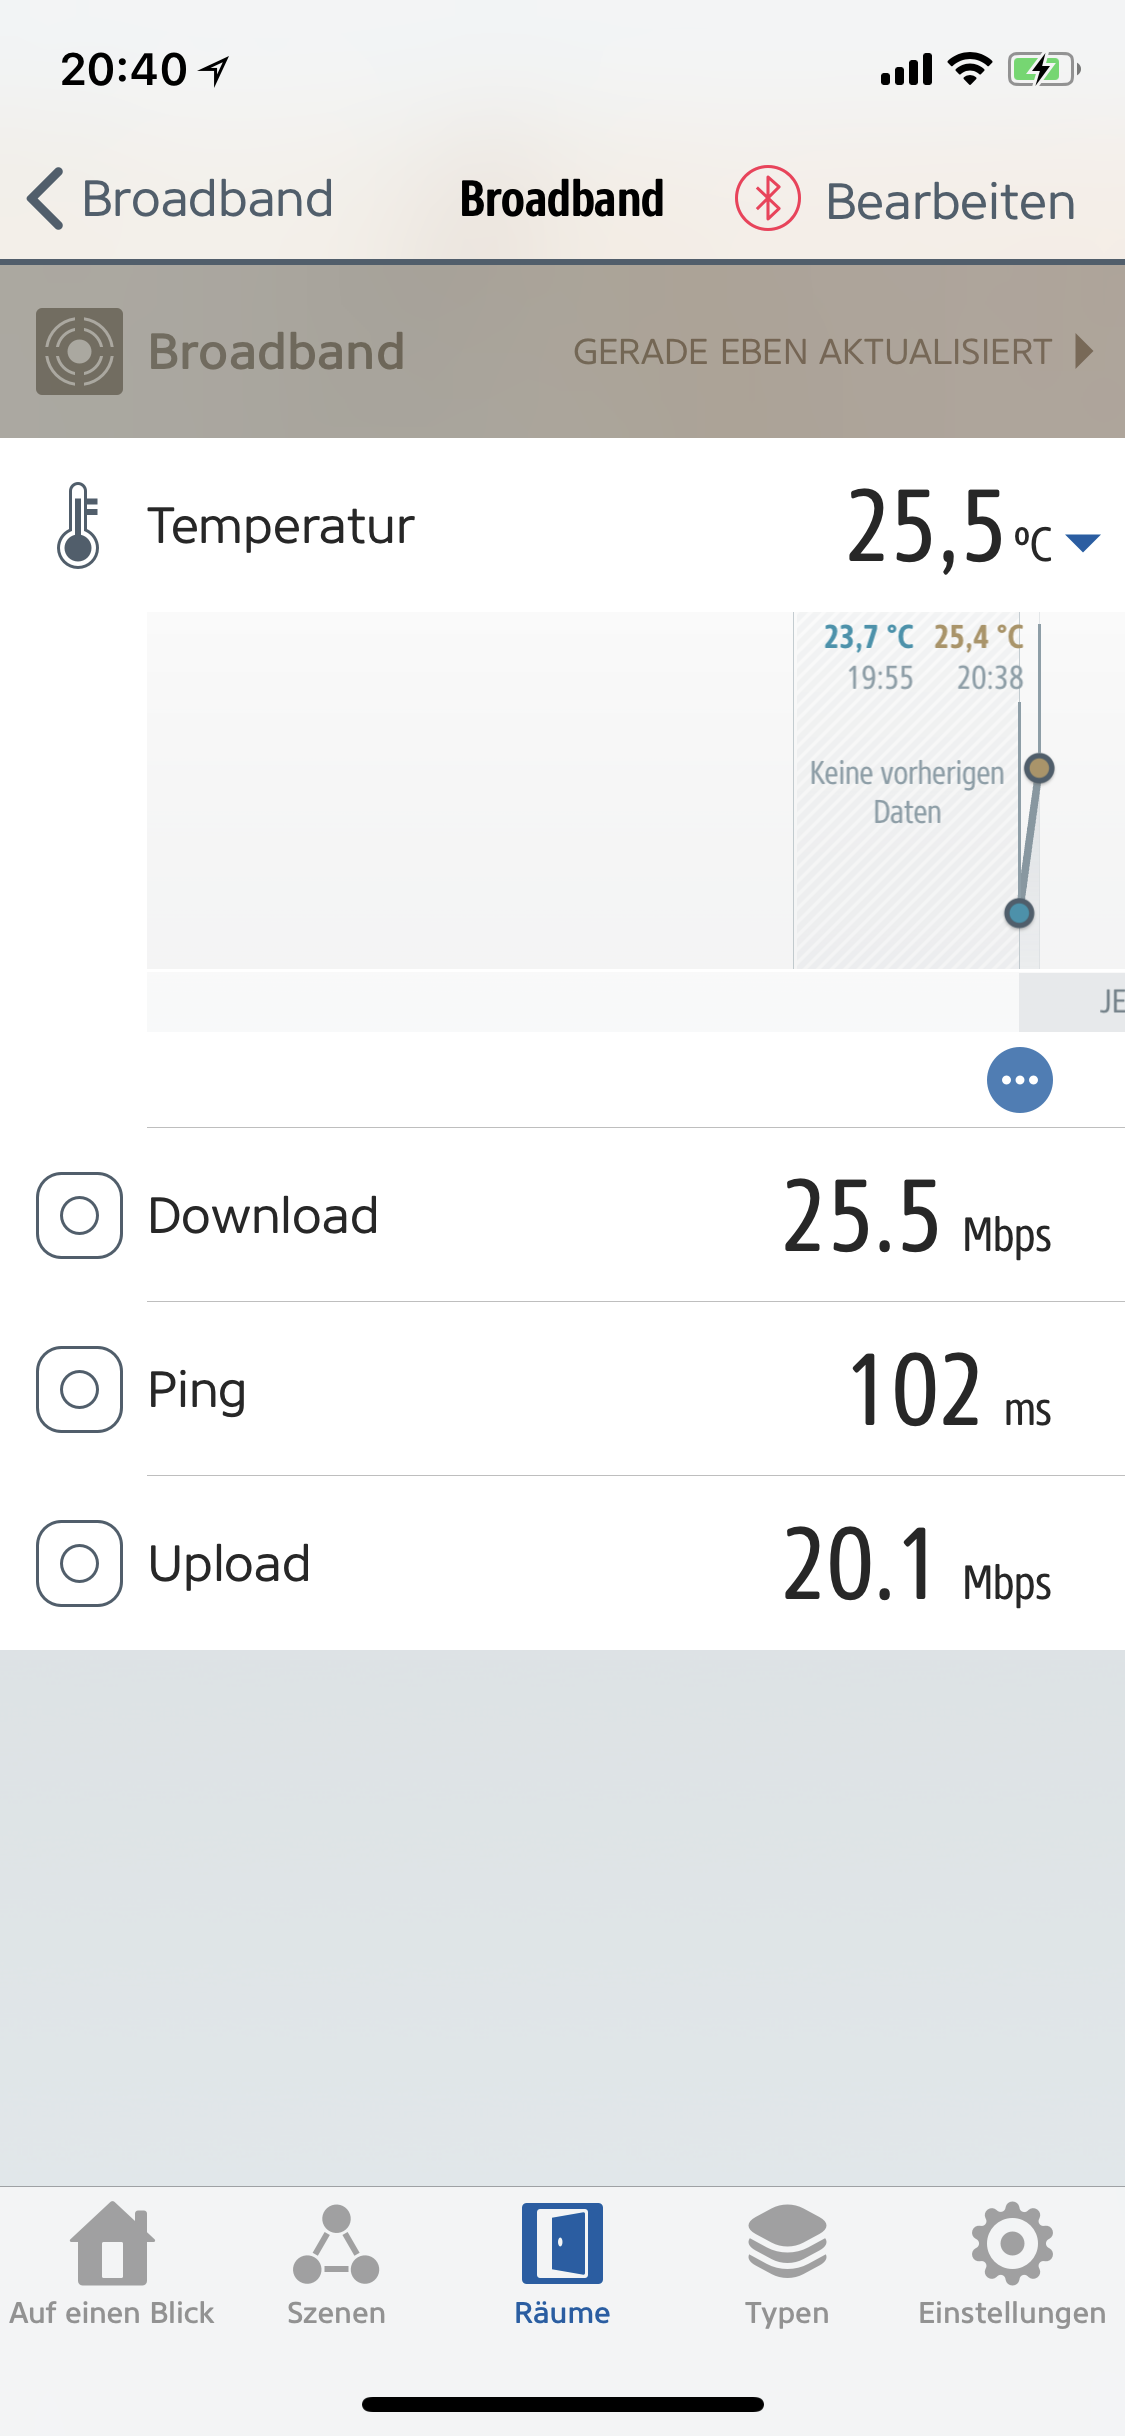 20:40
Broadband Broadband Bearbeiten
Broadband GERADE EBEN AKTUALISIERT
Temperatur 25,5 °C
23,7 °C 25,4 °C
19:55 20:38
Keine vorherigen
Daten
JE
Download 25.5 Mbps
Ping 102 ms
Upload 20.1 Mbps
Auf einen Blick Szenen Räume Typen Einstellungen